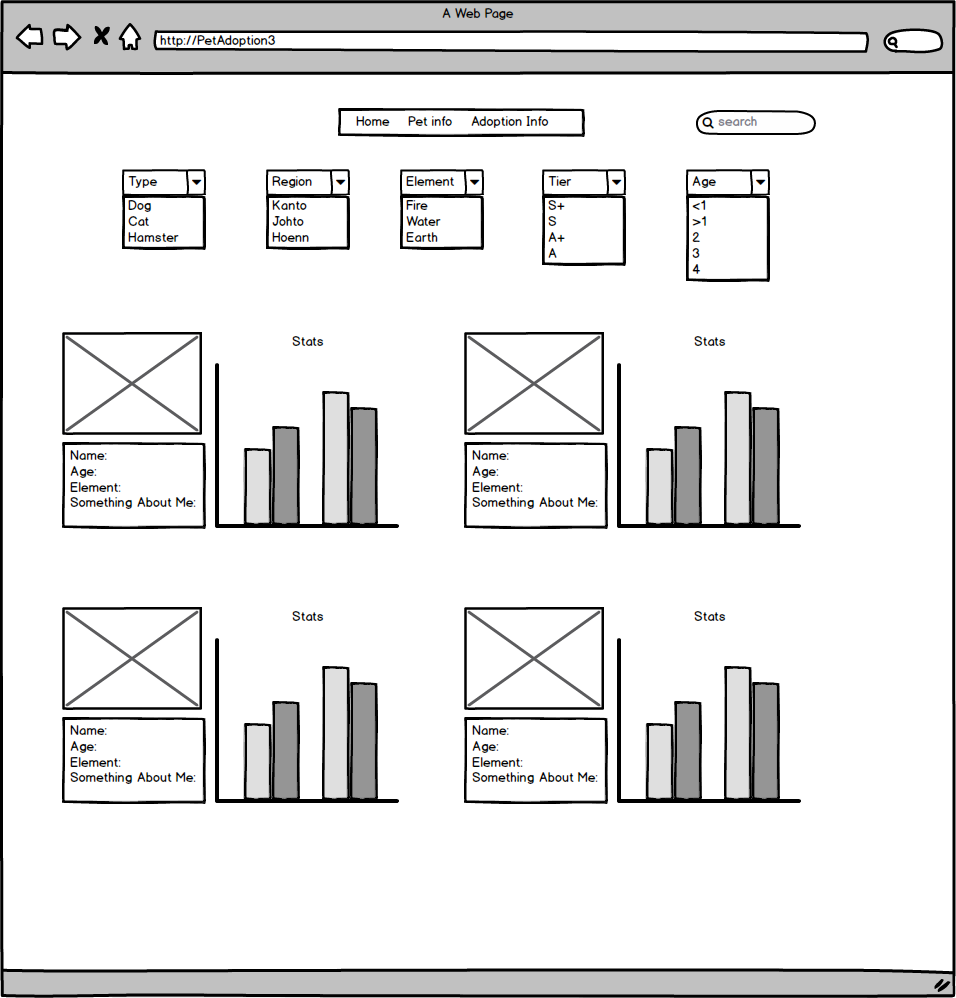 A Web Page
http://PetAdoption3
Home Pet info Adoption Info
search
Type
Dog
Cat
Hamster
Region
Kanto
Johto
Hoenn
Element
Fire
Water
Earth
Tier
S+
S
A+
A
Age
<1
>1
2
3
4
Stats
Name:
Age:
Element:
Something About Me:
Stats
Name:
Age:
Element:
Something About Me:
Stats
Name:
Age:
Element:
Something About Me:
Stats
Name:
Age:
Element:
Something About Me: